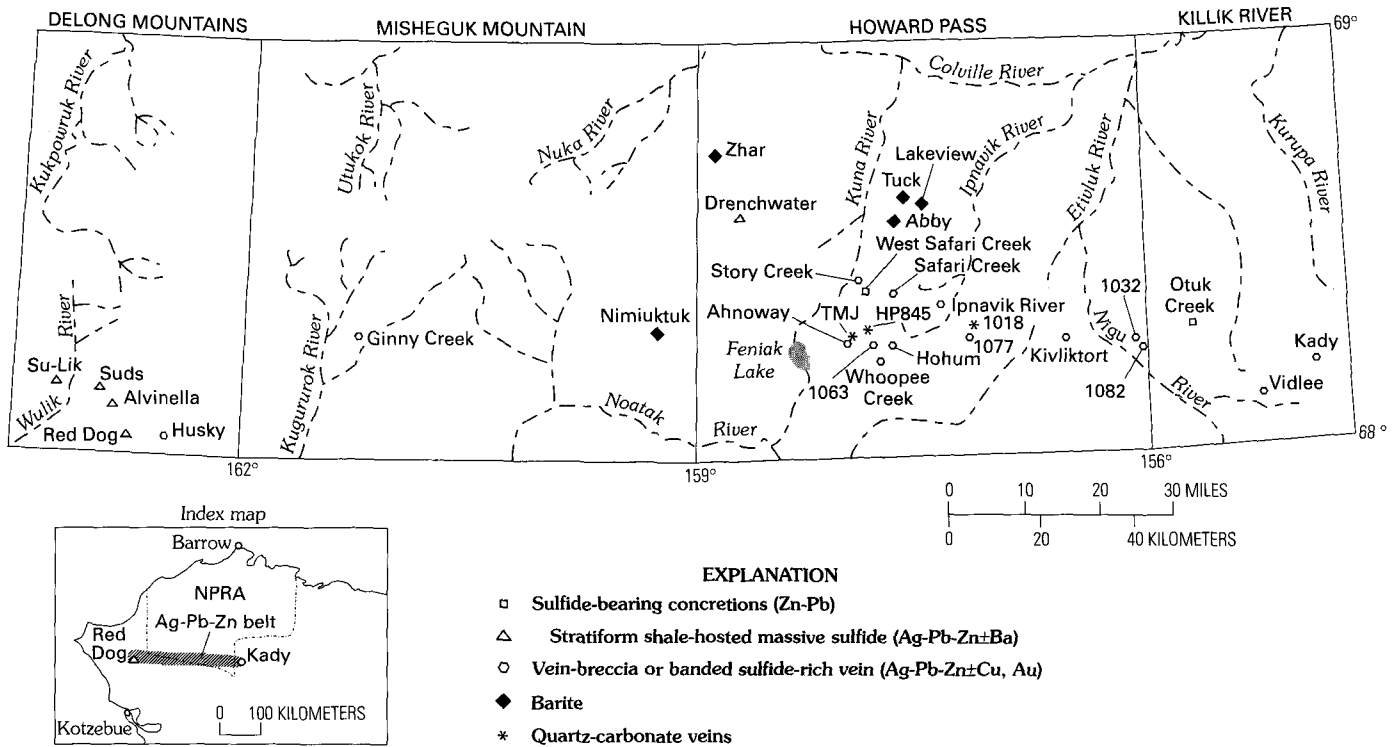 DELONG MOUNTAINS
MISHEGUK MOUNTAIN
HOWARD PASS
KILLIK RIVER
69°
Kukpowruk River
Utukok River
Nuka River
Colville River
Kuna River
Ipnavik River
Etivluk River
Kurupa River
Zhar
Lakeview
Tuck
Drenchwater
Abby
West Safari Creek
Safari Creek
Story Creek
Ahnoway
TMJ
HP845
Ipnavik River
1018
1077
1032
Otuk
Creek
Nimiuktuk
Ginny Creek
Kugururok River
Feniak
Lake
1063
Whoopee
Creek
Hohum
Kivliktort
Nigu
River
1082
Kady
Vidlee
Su-Lik
Suds
Alvinella
Wulik
River
Red Dog
Husky
Noatak
River
68°
162°
159°
156°
0 10 20 30 MILES
0 20 40 KILOMETERS
Index map
Barrow
NPRA
Ag-Pb-Zn belt
Red
Dog
Kady
0 100 KILOMETERS
Kotzebue
EXPLANATION
Sulfide-bearing concretions (Zn-Pb)
Stratiform shale-hosted massive sulfide (Ag-Pb-Zn±Ba)
Vein-breccia or banded sulfide-rich vein (Ag-Pb-Zn±Cu, Au)
Barite
Quartz-carbonate veins